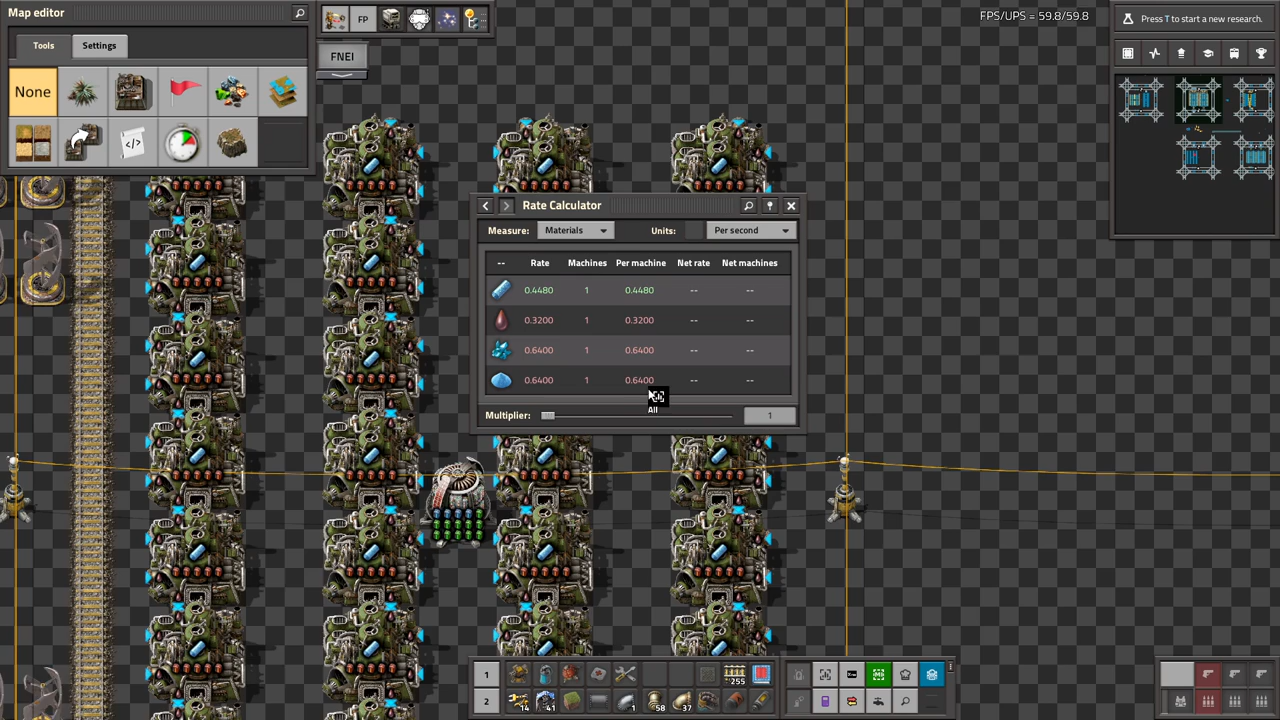 Map editor
Tools Settings
None
</>
FP
FNEI
FPS/UPS = 59.8/59.8
Press T to start a new research.
Rate Calculator
Measure: Materials Units: Per second
-- Rate Machines Per machine Net rate Net machines
0.4480 1 0.4480 -- --
0.3200 1 0.3200 -- --
0.6400 1 0.6400 -- --
0.6400 1 0.6400 -- --
All
Multiplier: 1
1 255
2 14 41 1 58 37